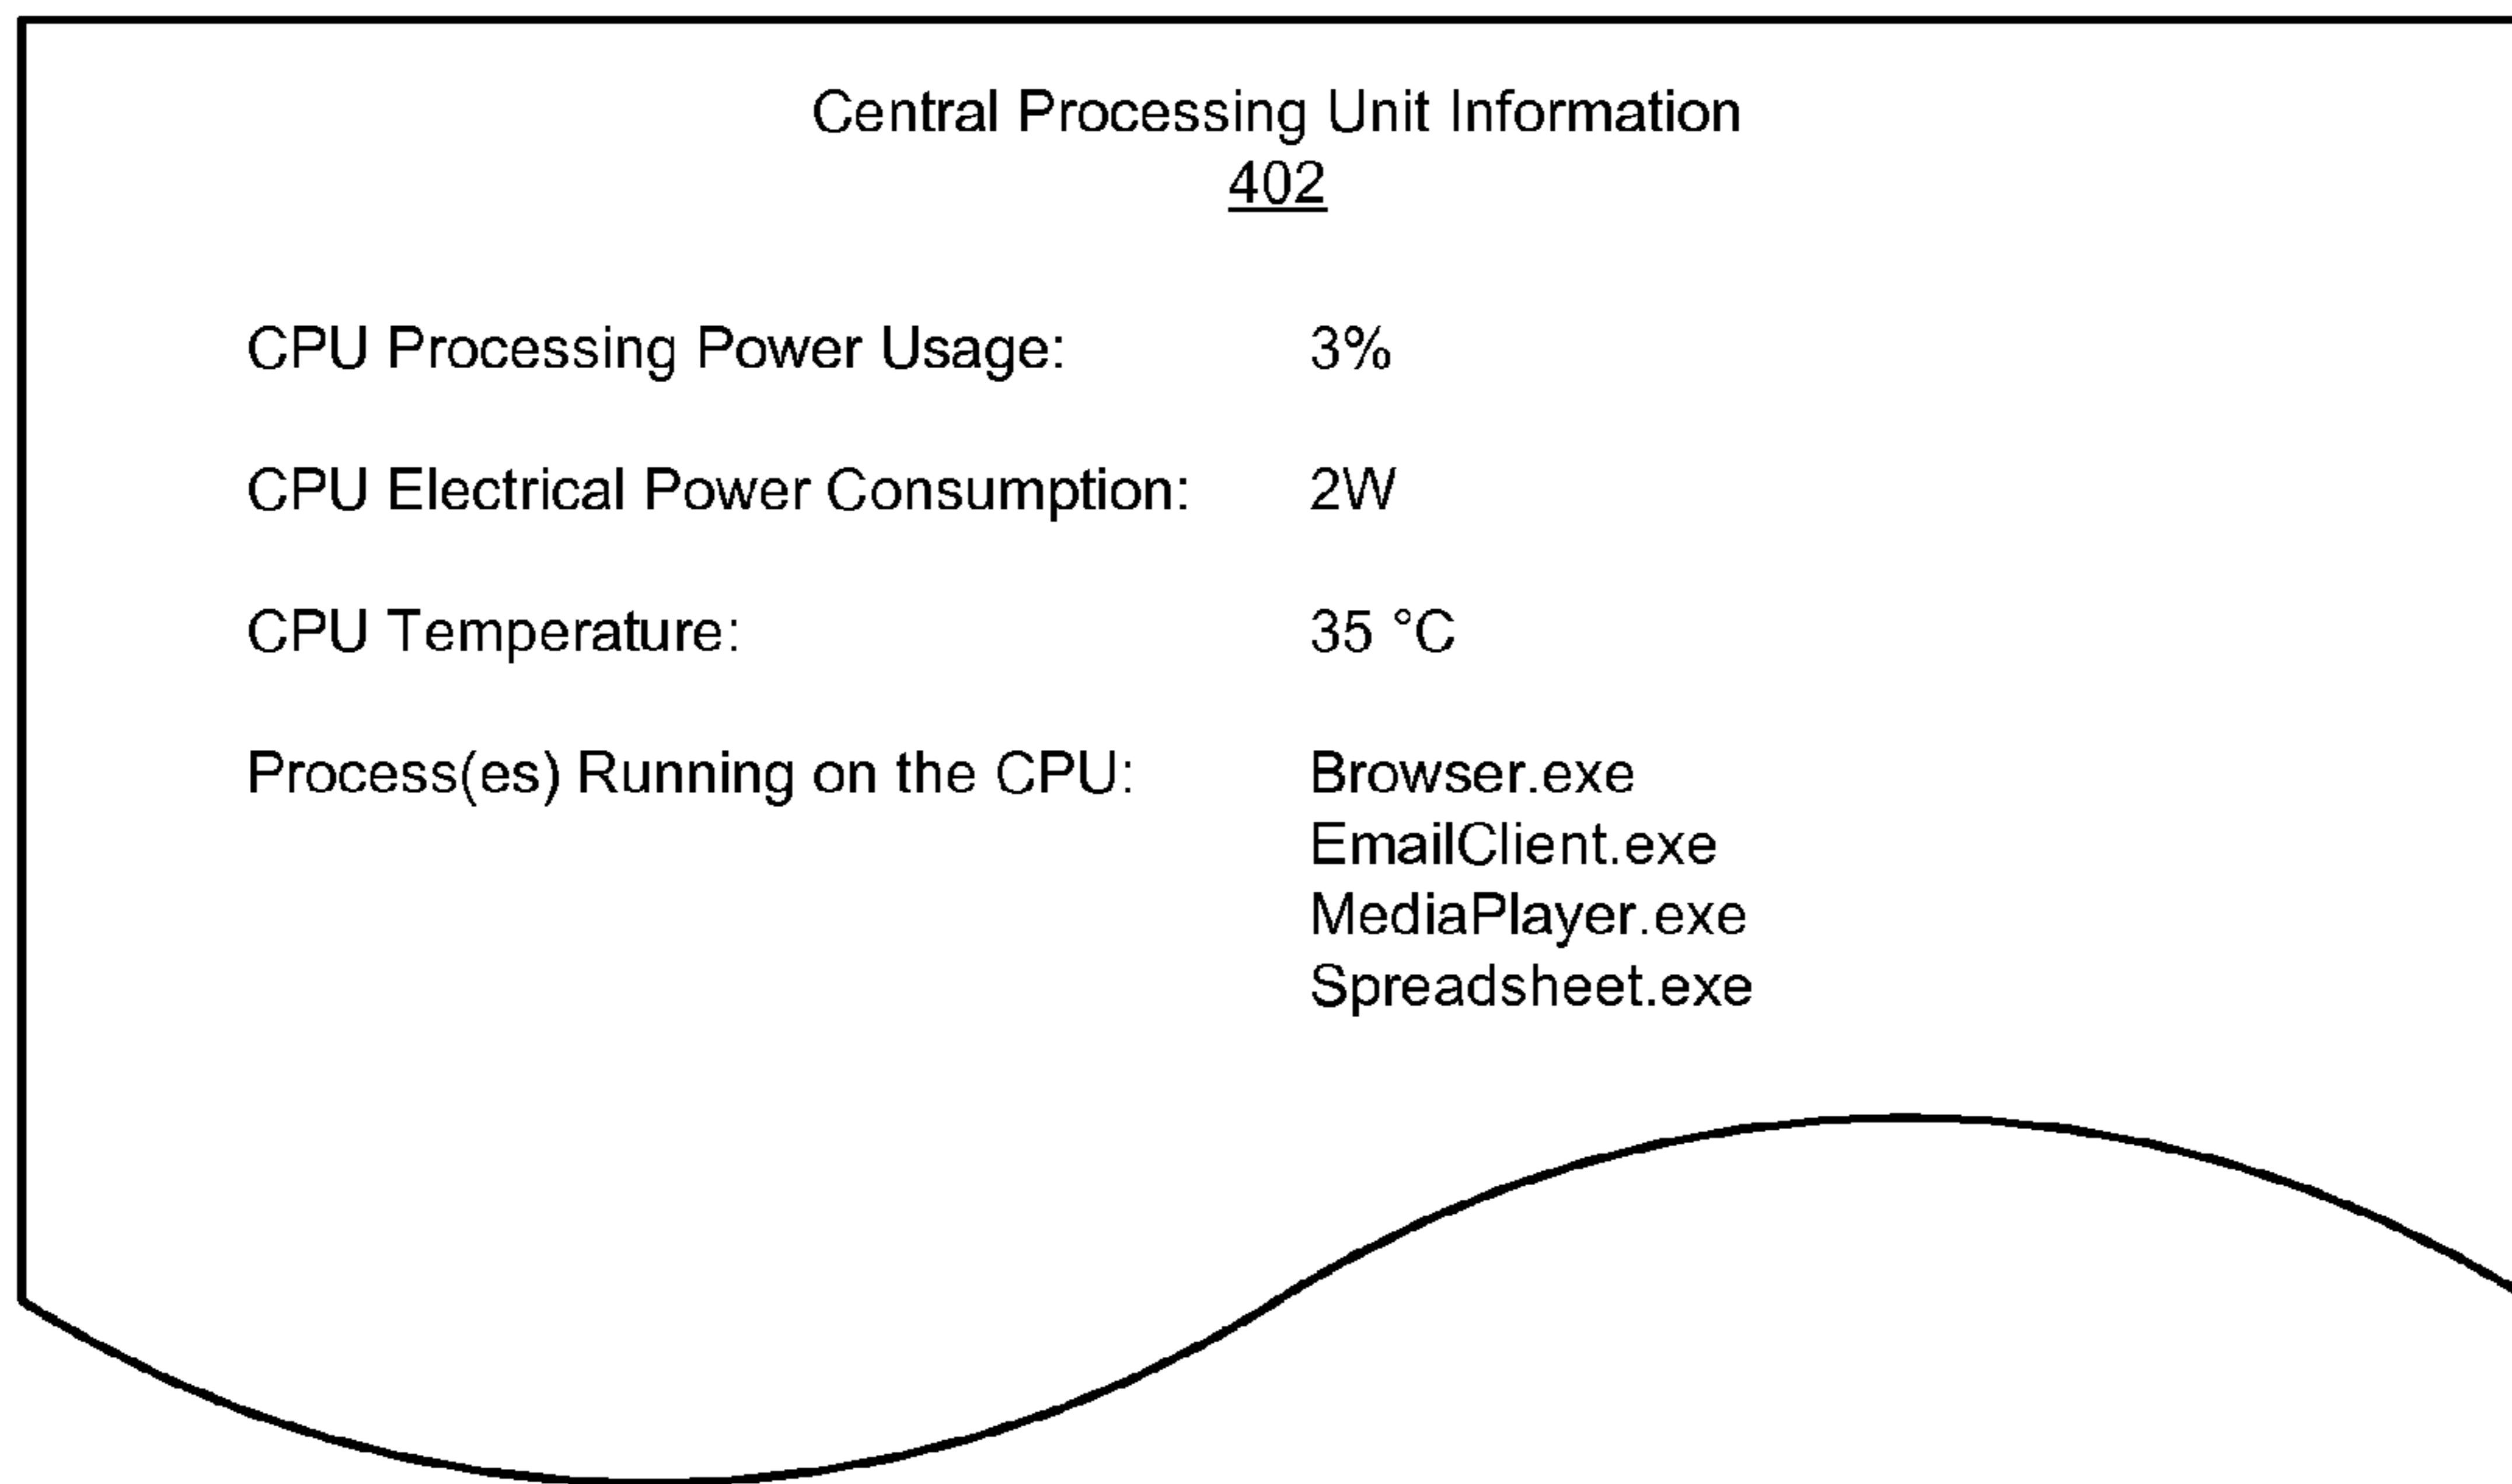 Central Processing Unit Information
402
CPU Processing Power Usage: 3%
CPU Electrical Power Consumption: 2W
CPU Temperature: 35 °C
Process(es) Running on the CPU: Browser.exe
EmailClient.exe
MediaPlayer.exe
Spreadsheet.exe